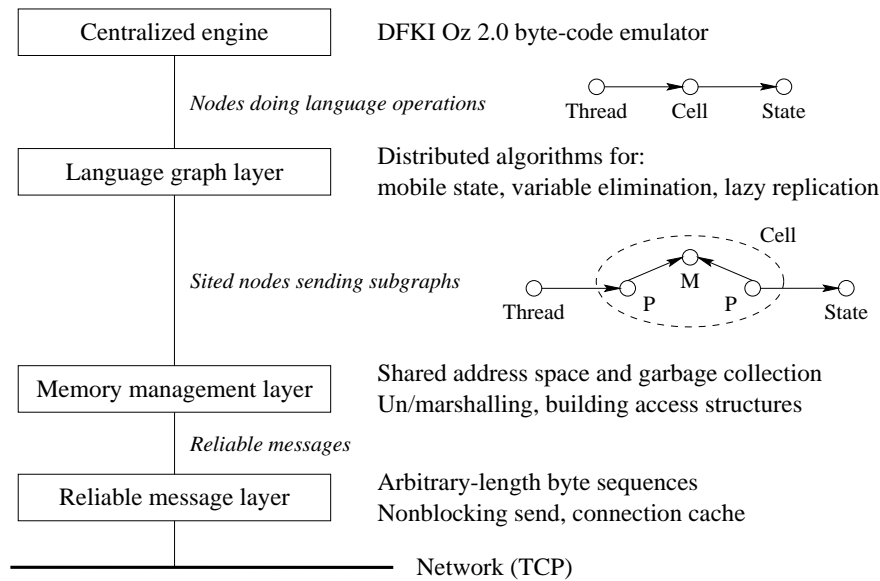 Centralized engine
DFKI Oz 2.0 byte-code emulator
Nodes doing language operations
Thread
Cell
State
Language graph layer
Distributed algorithms for:
mobile state, variable elimination, lazy replication
Cell
Sited nodes sending subgraphs
M
Thread
P
P
State
Memory management layer
Shared address space and garbage collection
Un/marshalling, building access structures
Reliable messages
Reliable message layer
Arbitrary-length byte sequences
Nonblocking send, connection cache
Network (TCP)